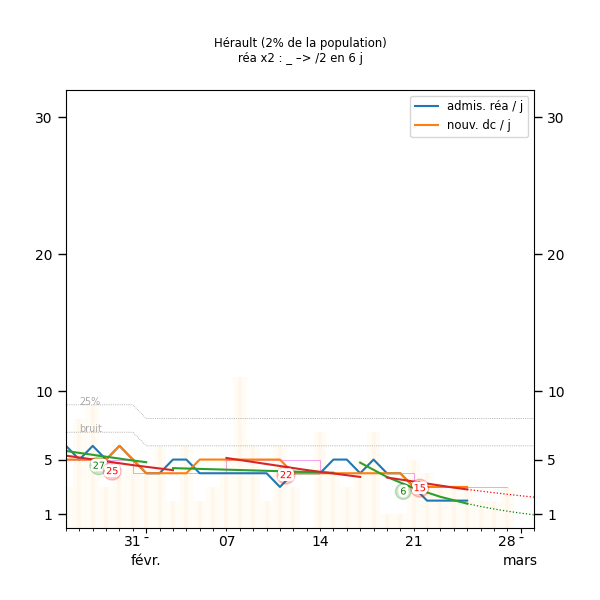 Hérault (2% de la population)
réa x2 : _ –> /2 en 6 j
admis. réa / j
nouv. dc / j
30 30
20 20
10 10
25%
bruit
5 5
27 25 22 6 15
1 1
31 - 07 14 21 28 -
févr. mars